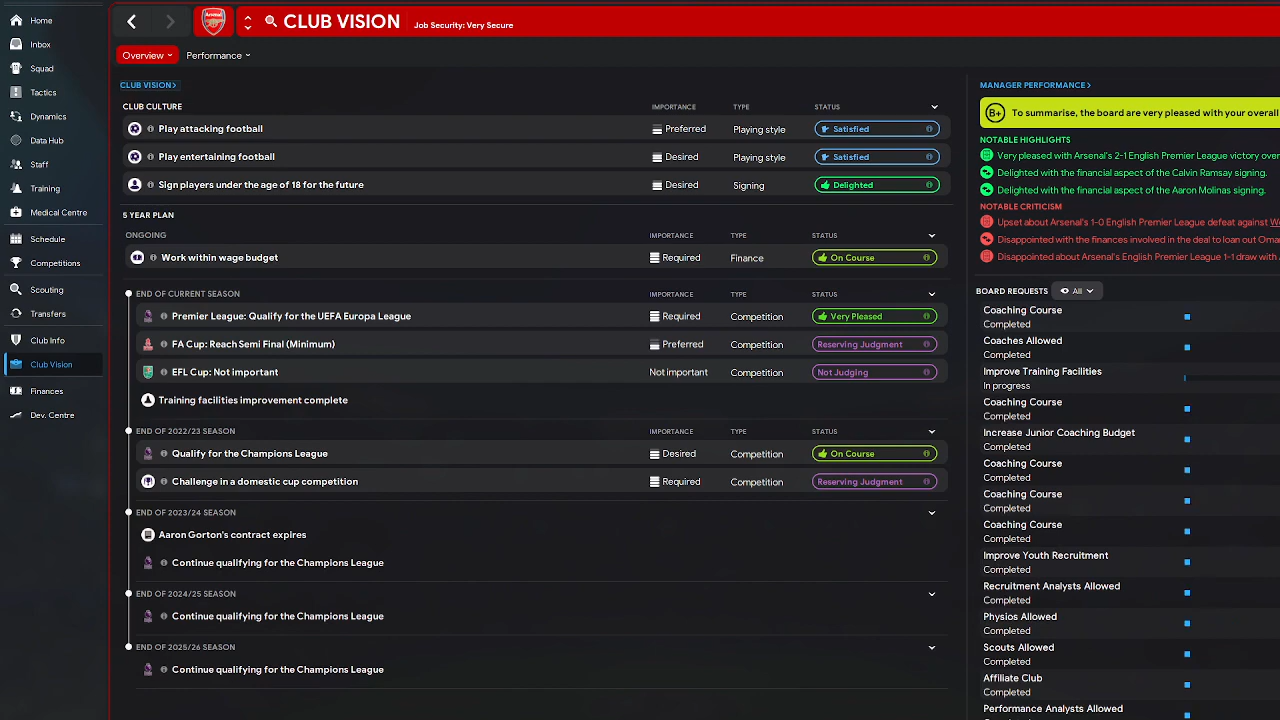 Home
Inbox
Squad
Tactics
Dynamics
Data Hub
Staff
Training
Medical Centre
Schedule
Competitions
Scouting
Transfers
Club Info
Club Vision
Finances
Dev. Centre
Arsenal
CLUB VISION Job Security: Very Secure
Overview Performance
CLUB VISION>
CLUB CULTURE IMPORTANCE TYPE STATUS
Play attacking football Preferred Playing style Satisfied
Play entertaining football Desired Playing style Satisfied
Sign players under the age of 18 for the future Desired Signing Delighted
5 YEAR PLAN
ONGOING IMPORTANCE TYPE STATUS
Work within wage budget Required Finance On Course
END OF CURRENT SEASON IMPORTANCE TYPE STATUS
Premier League: Qualify for the UEFA Europa League Required Competition Very Pleased
FA Cup: Reach Semi Final (Minimum) Preferred Competition Reserving Judgment
EFL Cup: Not important Not important Competition Not Judging
Training facilities improvement complete
END OF 2022/23 SEASON IMPORTANCE TYPE STATUS
Qualify for the Champions League Desired Competition On Course
Challenge in a domestic cup competition Required Competition Reserving Judgment
END OF 2023/24 SEASON
Aaron Gorton's contract expires
Continue qualifying for the Champions League
END OF 2024/25 SEASON
Continue qualifying for the Champions League
END OF 2025/26 SEASON
Continue qualifying for the Champions League
MANAGER PERFORMANCE>
B+ To summarise, the board are very pleased with your overall
NOTABLE HIGHLIGHTS
Very pleased with Arsenal's 2-1 English Premier League victory over
Delighted with the financial aspect of the Calvin Ramsay signing.
Delighted with the financial aspect of the Aaron Molinas signing.
NOTABLE CRITICISM
Upset about Arsenal's 1-0 English Premier League defeat against
Disappointed with the finances involved in the deal to loan out
Disappointed about Arsenal's English Premier League 1-1 draw with
BOARD REQUESTS All
Coaching Course
Completed
Coaches Allowed
Completed
Improve Training Facilities
In progress
Coaching Course
Completed
Increase Junior Coaching Budget
Completed
Coaching Course
Completed
Coaching Course
Completed
Coaching Course
Completed
Improve Youth Recruitment
Completed
Recruitment Analysts Allowed
Completed
Physios Allowed
Completed
Scouts Allowed
Completed
Affiliate Club
Completed
Performance Analysts Allowed